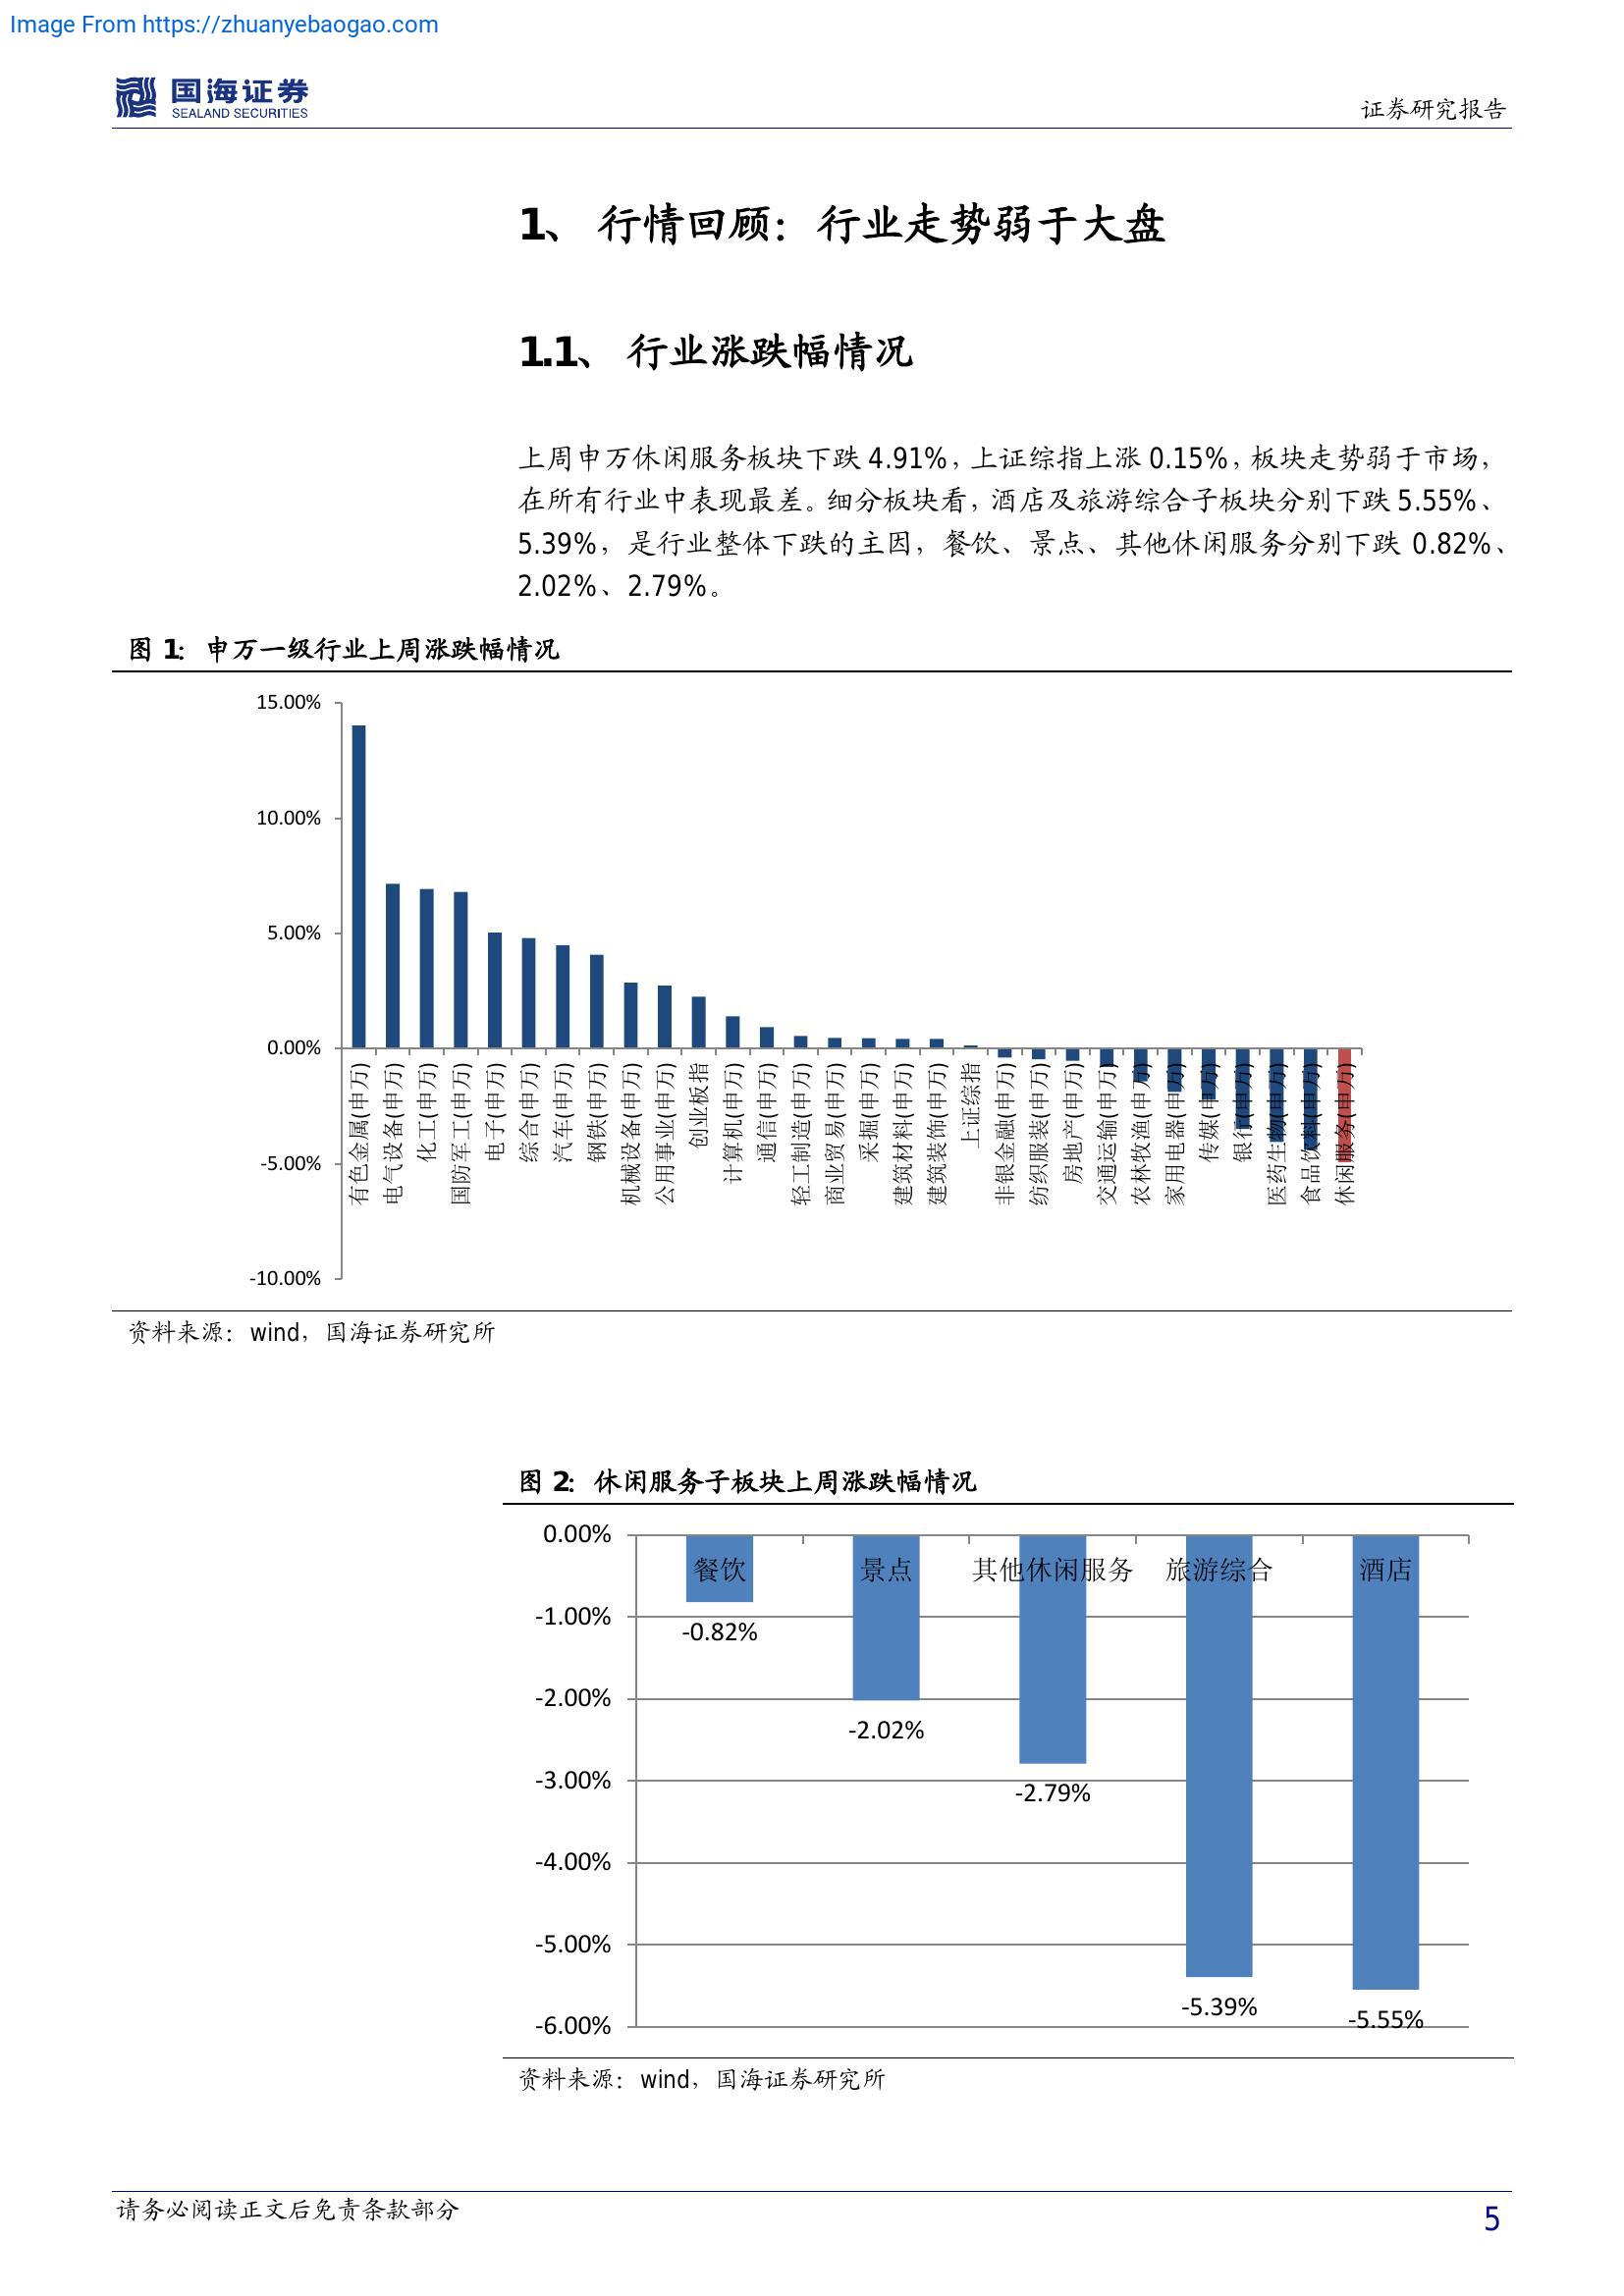 Image From https://zhuanyebaogao.com
国海证券
SEALAND SECURITIES
证券研究报告
1、 行情回顾：行业走势弱于大盘
1.1、 行业涨跌幅情况
上周申万休闲服务板块下跌 4.91%，上证综指上涨 0.15%，板块走势弱于市场，
在所有行业中表现最差。细分板块看，酒店及旅游综合子板块分别下跌 5.55%、
5.39%，是行业整体下跌的主因，餐饮、景点、其他休闲服务分别下跌 0.82%、
2.02%、2.79%。
图 1：申万一级行业上周涨跌幅情况
15.00%
10.00%
5.00%
0.00%
-5.00%
-10.00%
有色金属(申万)
电气设备(申万)
化工(申万)
国防军工(申万)
电子(申万)
综合(申万)
汽车(申万)
钢铁(申万)
机械设备(申万)
公用事业(申万)
创业板指
计算机(申万)
通信(申万)
轻工制造(申万)
商业贸易(申万)
采掘(申万)
建筑材料(申万)
建筑装饰(申万)
上证综指
非银金融(申万)
纺织服装(申万)
房地产(申万)
交通运输(申万)
农林牧渔(申万)
家用电器(申万)
传媒(申万)
银行(申万)
医药生物(申万)
食品饮料(申万)
休闲服务(申万)
资料来源：wind，国海证券研究所
图 2：休闲服务子板块上周涨跌幅情况
0.00%
-1.00%
-2.00%
-3.00%
-4.00%
-5.00%
-6.00%
餐饮
景点
其他休闲服务
旅游综合
酒店
-0.82%
-2.02%
-2.79%
-5.39%
-5.55%
资料来源：wind，国海证券研究所
请务必阅读正文后免责条款部分
5